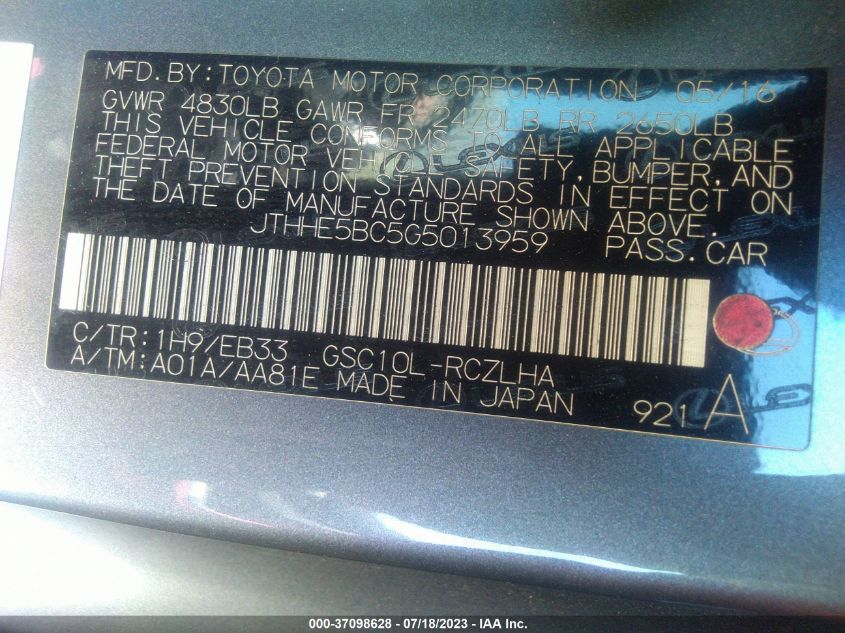 MFD. BY: TOYOTA MOTOR CORPORATION 05/16
GVWR 4830LB GAWR FR 2470LB RR 2650LB
THIS VEHICLE CONFORMS TO ALL APPLICABLE
FEDERAL MOTOR VEHICLE SAFETY, BUMPER, AND
THEFT PREVENTION STANDARDS IN EFFECT ON
THE DATE OF MANUFACTURE SHOWN ABOVE.
JTHHE5BC5G5013959 PASS. CAR
C/TR: 1H9/EB33 GSC10L-RCZLHA
A/TM: A01A/AA81E MADE IN JAPAN 921 A
000-37098628 - 07/18/2023 - IAA Inc.